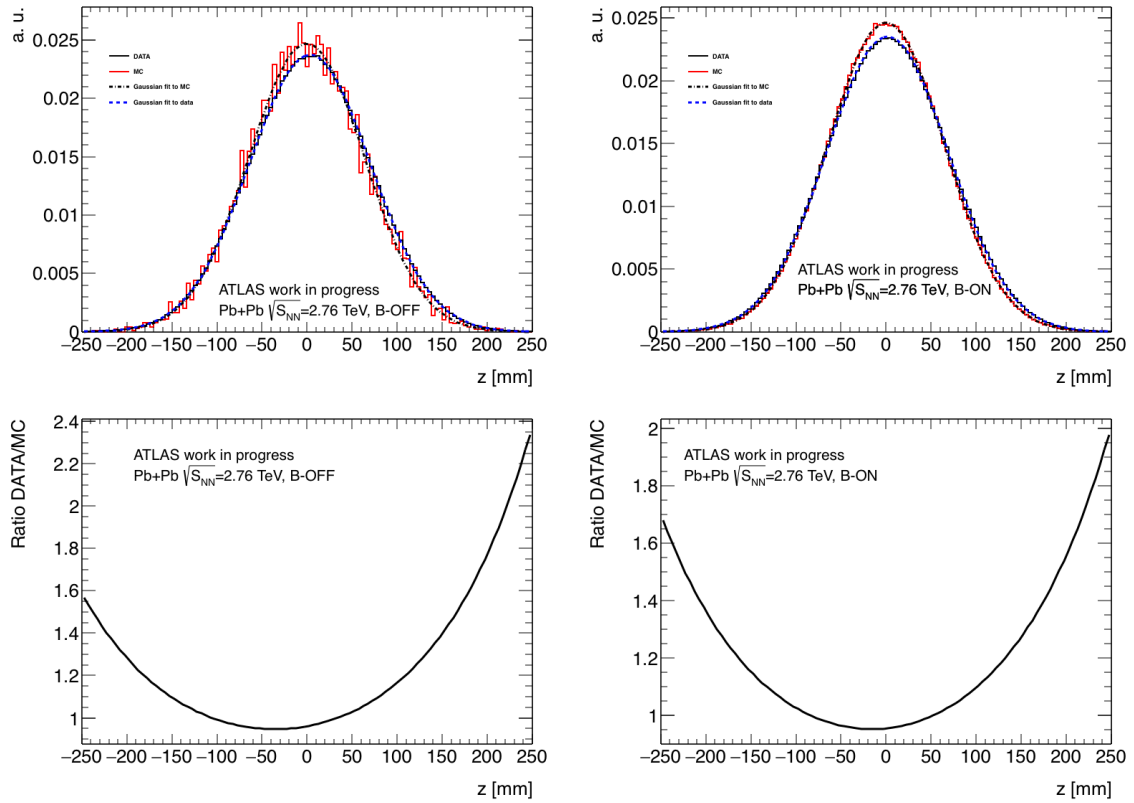 a. u.
0.025
0.02
0.015
0.01
0.005
0
DATA
MC
Gaussian fit to MC
Gaussian fit to data
ATLAS work in progress
Pb+Pb √S_NN=2.76 TeV, B-OFF
−250 −200 −150 −100 −50 0 50 100 150 200 250
z [mm]
a. u.
0.025
0.02
0.015
0.01
0.005
0
DATA
MC
Gaussian fit to MC
Gaussian fit to data
ATLAS work in progress
Pb+Pb √S_NN=2.76 TeV, B-ON
−250 −200 −150 −100 −50 0 50 100 150 200 250
z [mm]
Ratio DATA/MC
2.4
2.2
2
1.8
1.6
1.4
1.2
1
ATLAS work in progress
Pb+Pb √S_NN=2.76 TeV, B-OFF
−250 −200 −150 −100 −50 0 50 100 150 200 250
z [mm]
Ratio DATA/MC
2
1.8
1.6
1.4
1.2
1
ATLAS work in progress
Pb+Pb √S_NN=2.76 TeV, B-ON
−250 −200 −150 −100 −50 0 50 100 150 200 250
z [mm]